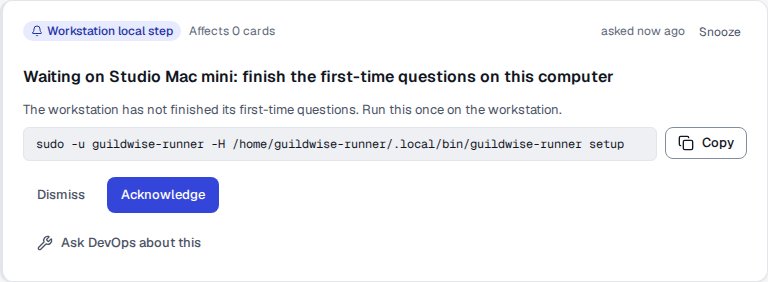 Workstation local step Affects 0 cards asked now ago Snooze
Waiting on Studio Mac mini: finish the first-time questions on this computer
The workstation has not finished its first-time questions. Run this once on the workstation.
sudo -u guildwise-runner -H /home/guildwise-runner/.local/bin/guildwise-runner setup Copy
Dismiss Acknowledge
Ask DevOps about this